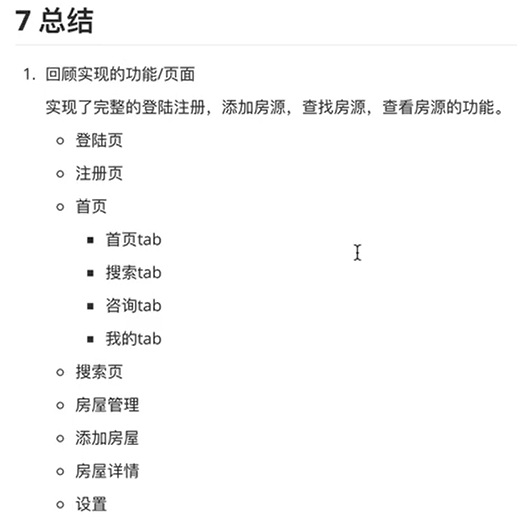 7 总结
1. 回顾实现的功能/页面
实现了完整的登陆注册，添加房源，查找房源，查看房源的功能。
登陆页
注册页
首页
首页tab
搜索tab
咨询tab
我的tab
搜索页
房屋管理
添加房屋
房屋详情
设置